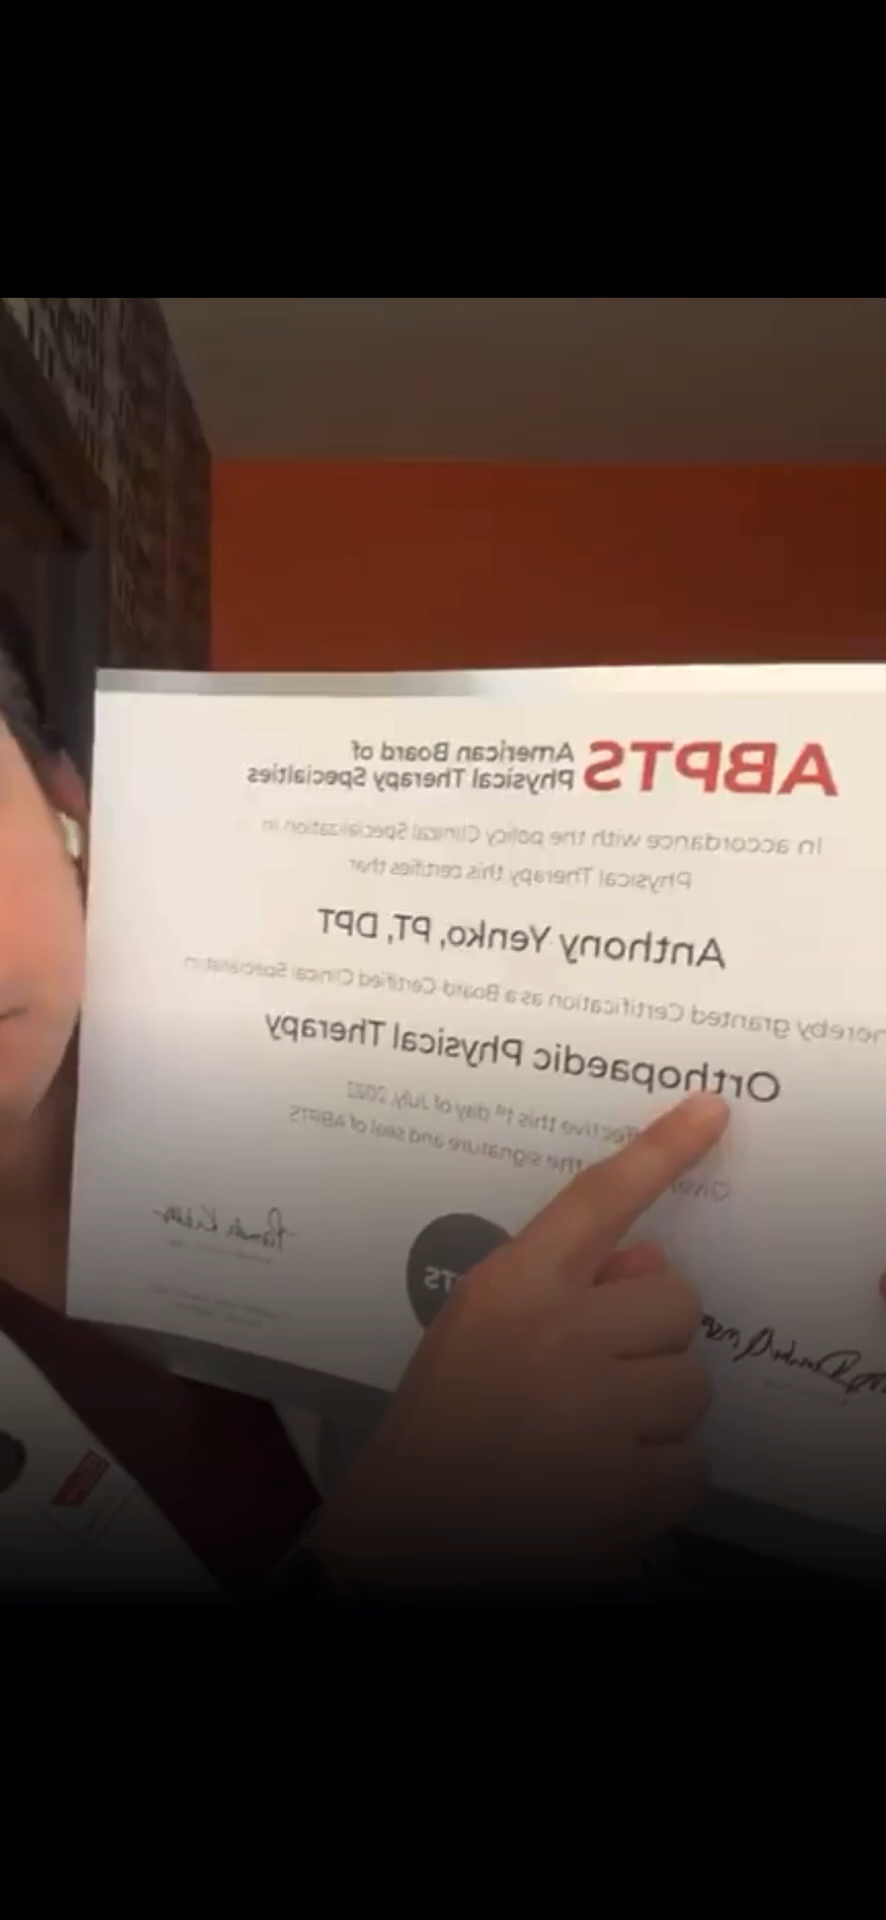 ABPTS American Board of
Physical Therapy Specialties
In accordance with the policy Clinical Specialization in
Physical Therapy this certifies that
Anthony Yenko, PT, DPT
hereby granted Certification as a Board-Certified Clinical Specialist in
Orthopaedic Physical Therapy
this 1st day of July, 2022
the signature and seal of ABPTS